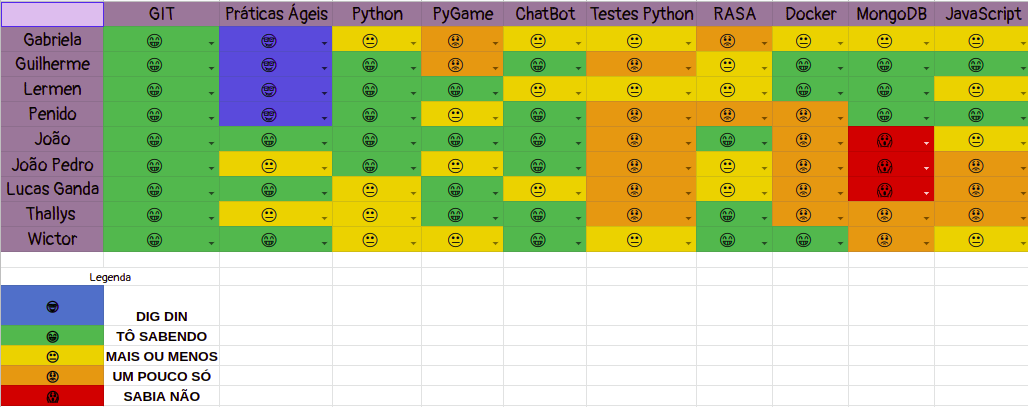 GIT Práticas Ágeis Python PyGame ChatBot Testes Python RASA Docker MongoDB JavaScript
Gabriela
Guilherme
Lermen
Penido
João
João Pedro
Lucas Ganda
Thallys
Wictor
Legenda
DIG DIN
TÔ SABENDO
MAIS OU MENOS
UM POUCO SÓ
SABIA NÃO